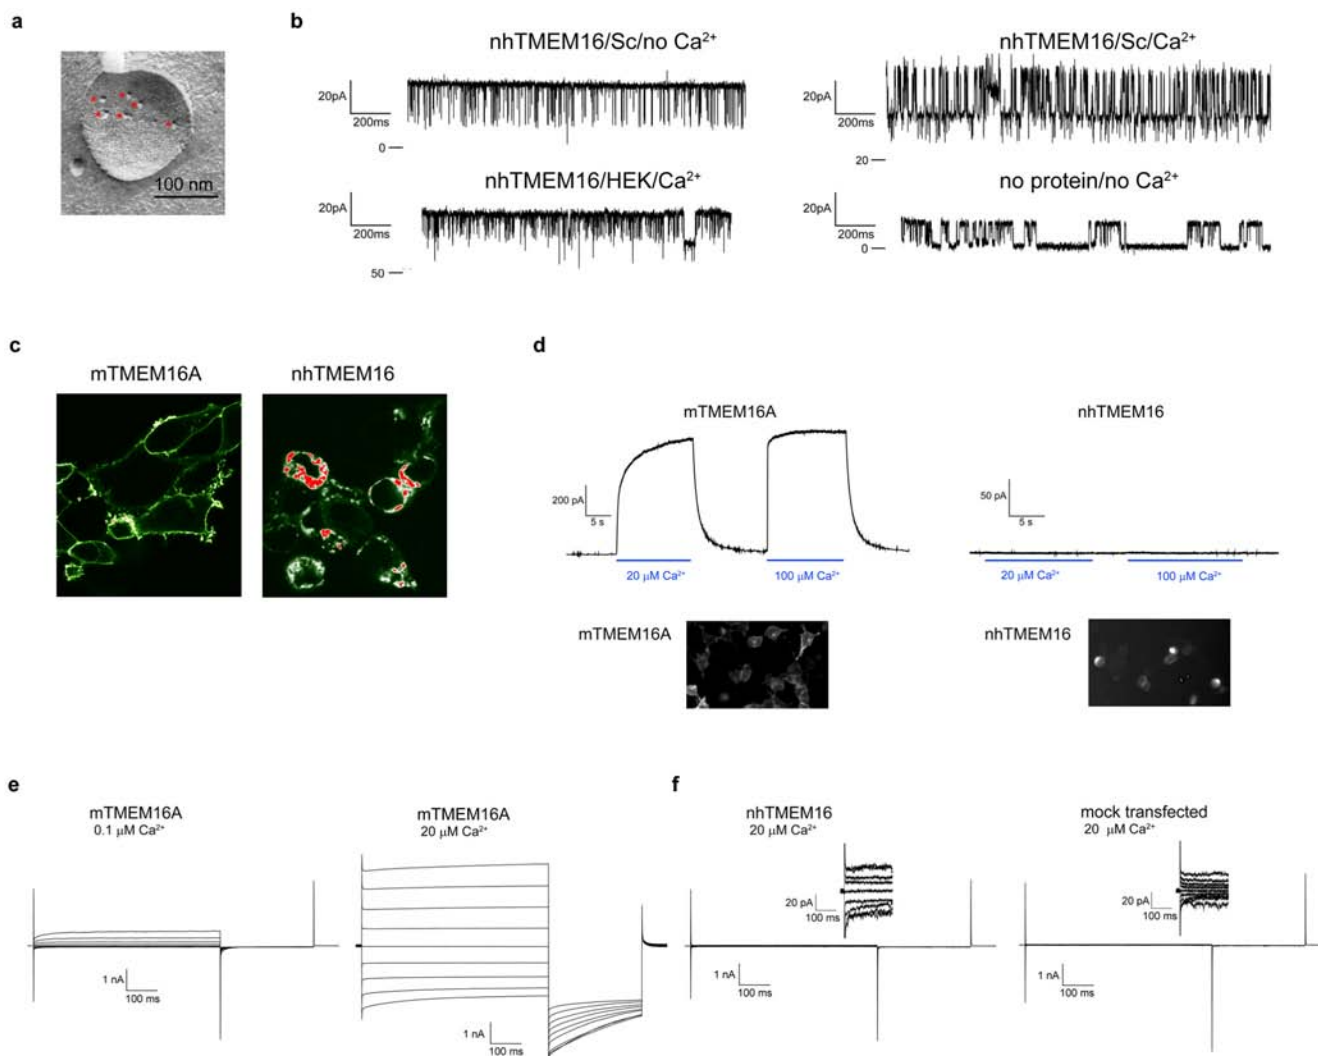 a
100 nm
b
nhTMEM16/Sc/no Ca²⁺
20pA
200ms
0
nhTMEM16/Sc/Ca²⁺
20pA
200ms
20
nhTMEM16/HEK/Ca²⁺
20pA
200ms
50
no protein/no Ca²⁺
20pA
200ms
0
c
mTMEM16A
nhTMEM16
d
mTMEM16A
200 pA
5 s
20 μM Ca²⁺
100 μM Ca²⁺
nhTMEM16
50 pA
5 s
20 μM Ca²⁺
100 μM Ca²⁺
mTMEM16A
nhTMEM16
e
mTMEM16A
0.1 μM Ca²⁺
1 nA
100 ms
mTMEM16A
20 μM Ca²⁺
1 nA
100 ms
f
nhTMEM16
20 μM Ca²⁺
20 pA
100 ms
1 nA
100 ms
mock transfected
20 μM Ca²⁺
20 pA
100 ms
1 nA
100 ms